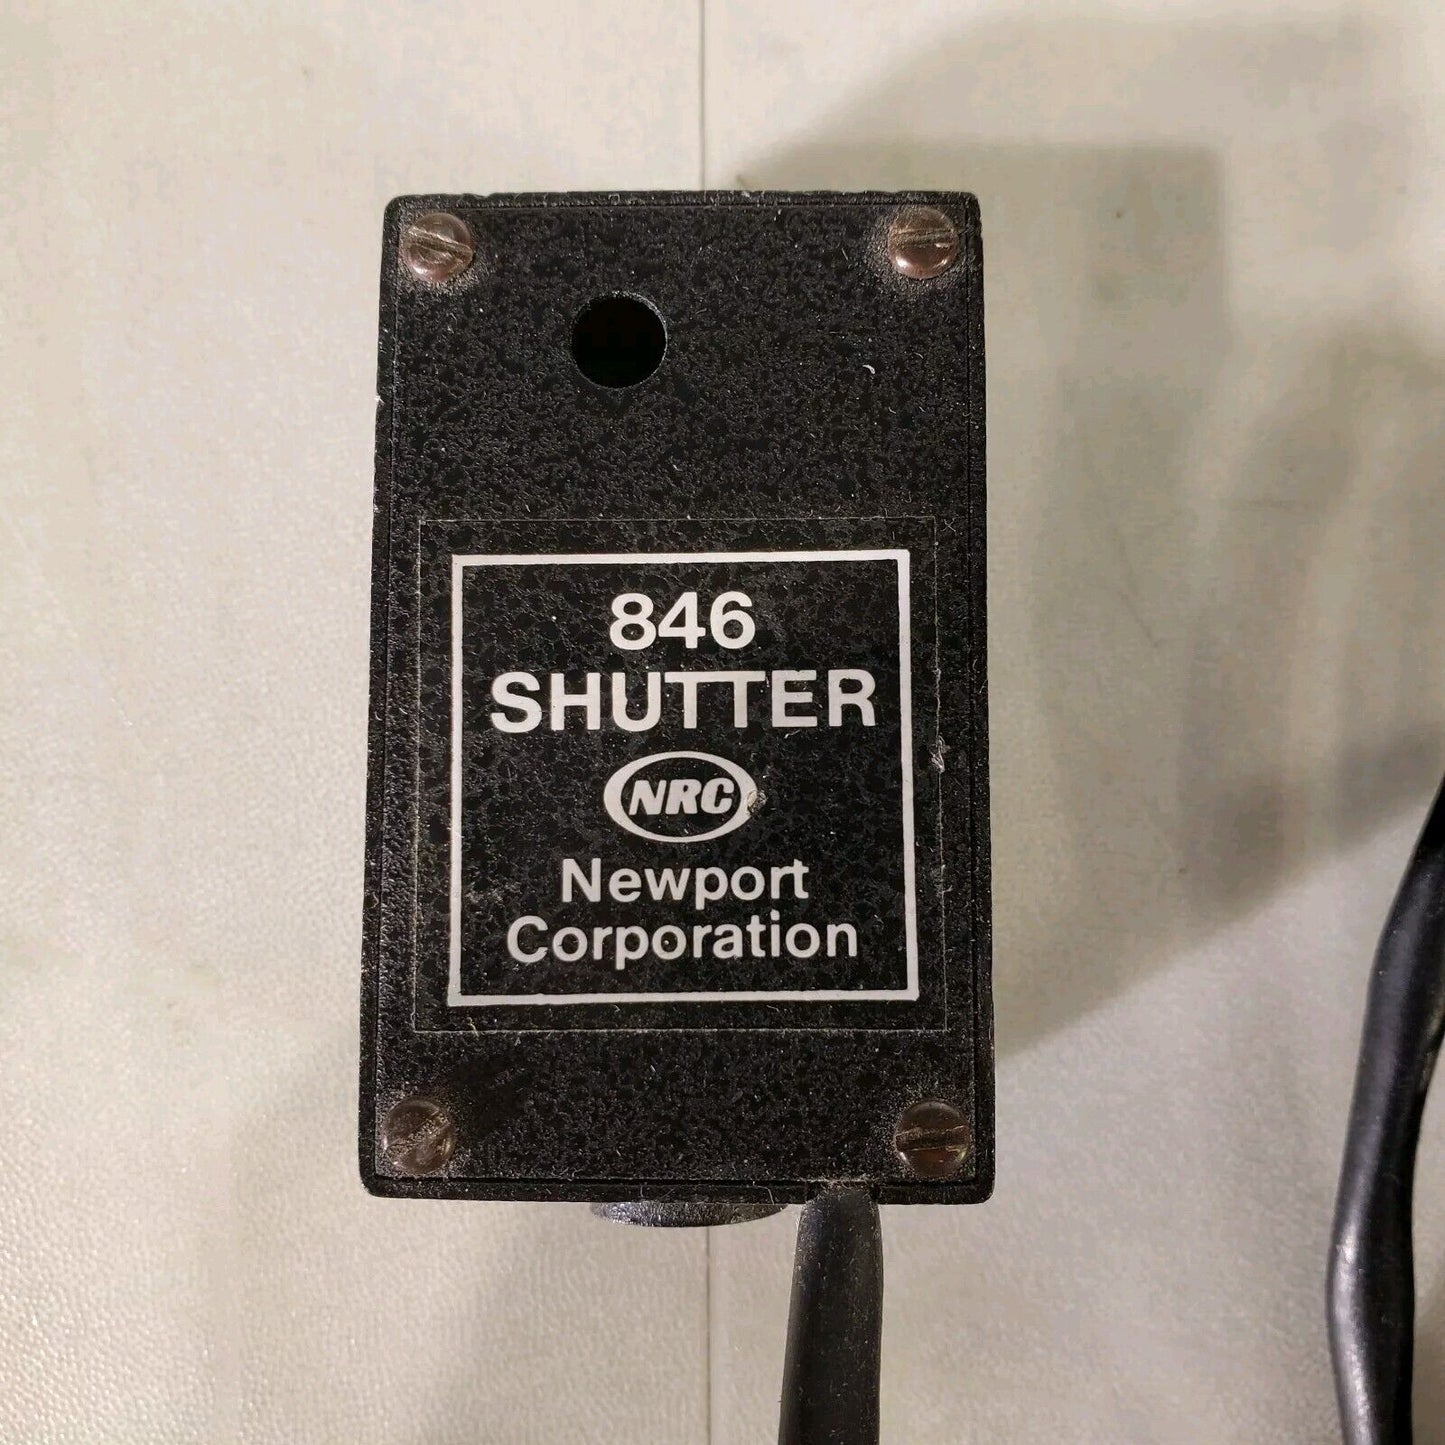 846
SHUTTER
NRC
Newport
Corporation